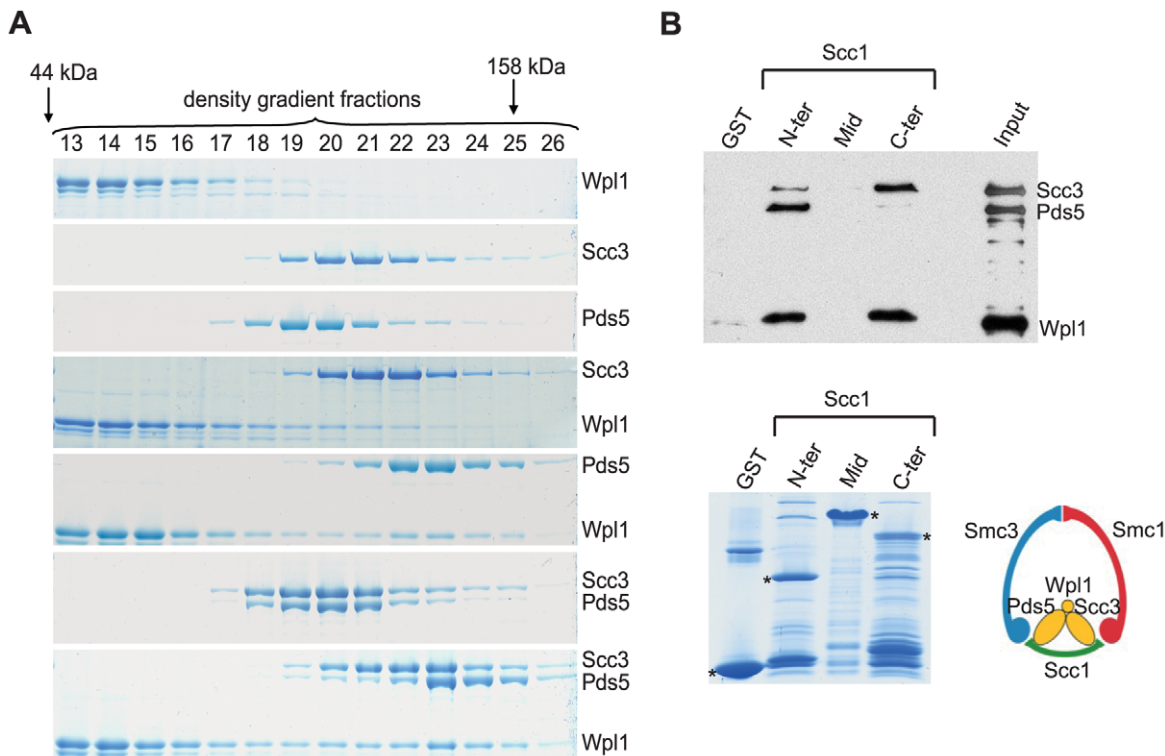 A
44 kDa
158 kDa
density gradient fractions
13 14 15 16 17 18 19 20 21 22 23 24 25 26
Wpl1
Scc3
Pds5
Scc3
Wpl1
Pds5
Wpl1
Scc3
Pds5
Scc3
Pds5
Wpl1
B
Scc1
GST N-ter Mid C-ter Input
Scc3
Pds5
Wpl1
Scc1
GST N-ter Mid C-ter
*
*
*
*
Smc3 Smc1
Wpl1
Pds5 Scc3
Scc1